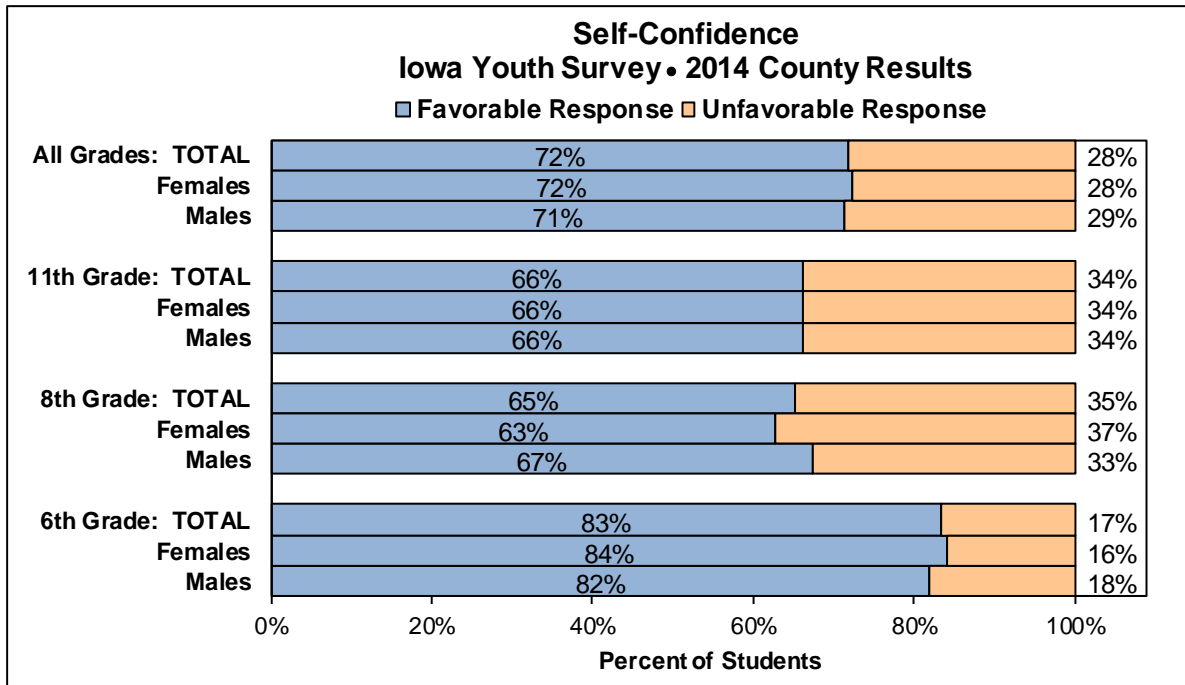 Self-Confidence
Iowa Youth Survey • 2014 County Results
Favorable Response Unfavorable Response
All Grades: TOTAL 72% 28%
Females 72% 28%
Males 71% 29%
11th Grade: TOTAL 66% 34%
Females 66% 34%
Males 66% 34%
8th Grade: TOTAL 65% 35%
Females 63% 37%
Males 67% 33%
6th Grade: TOTAL 83% 17%
Females 84% 16%
Males 82% 18%
0% 20% 40% 60% 80% 100%
Percent of Students